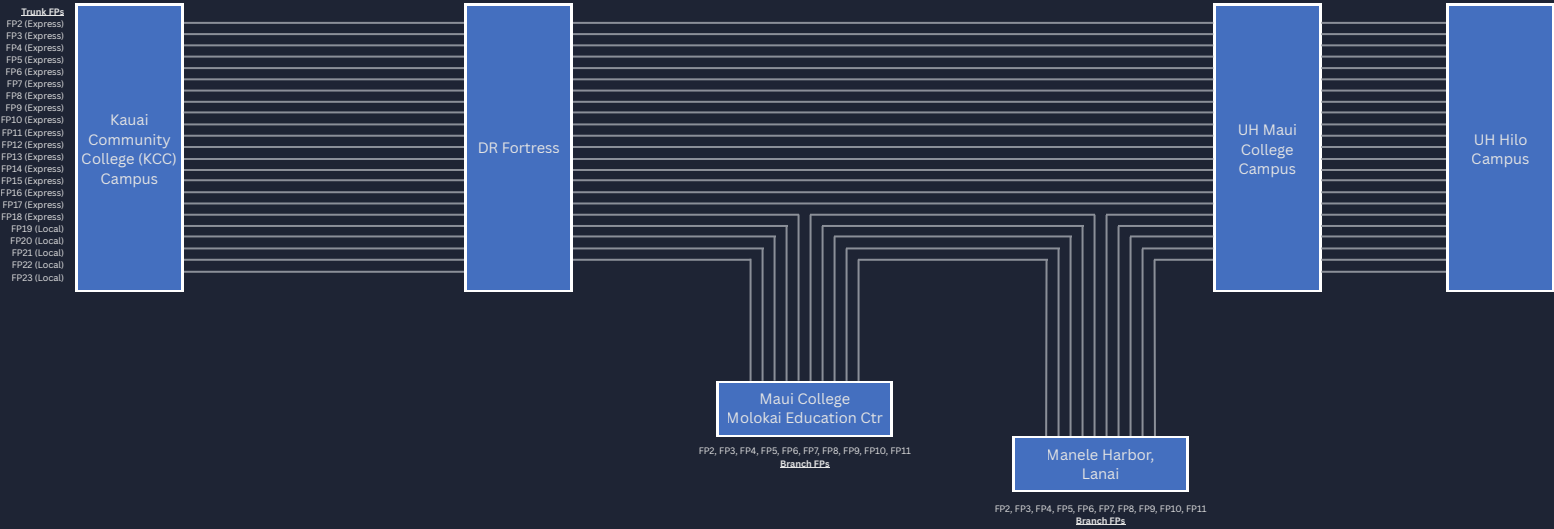 Trunk FPs
FP2 (Express)
FP3 (Express)
FP4 (Express)
FP5 (Express)
FP6 (Express)
FP7 (Express)
FP8 (Express)
FP9 (Express)
FP10 (Express)
FP11 (Express)
FP12 (Express)
FP13 (Express)
FP14 (Express)
FP15 (Express)
FP16 (Express)
FP17 (Express)
FP18 (Express)
FP19 (Local)
FP20 (Local)
FP21 (Local)
FP22 (Local)
FP23 (Local)
Kauai
Community
College (KCC)
Campus
DR Fortress
UH Maui
College
Campus
UH Hilo
Campus
Maui College
Molokai Education Ctr
FP2, FP3, FP4, FP5, FP6, FP7, FP8, FP9, FP10, FP11
Branch FPs
Manele Harbor,
Lanai
FP2, FP3, FP4, FP5, FP6, FP7, FP8, FP9, FP10, FP11
Branch FPs